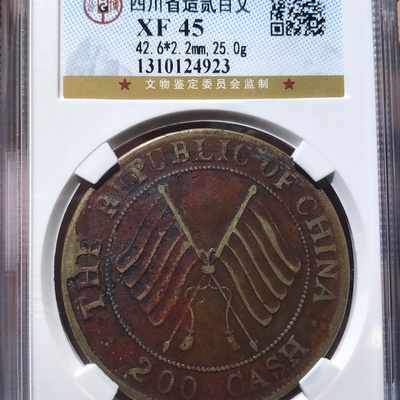 四川省造贰百文
XF 45
42.6*2.2mm,25.0g
1310124923
★ 文物鉴定委员会监制 ★
THE REPUBLIC OF CHINA.
200 CASH